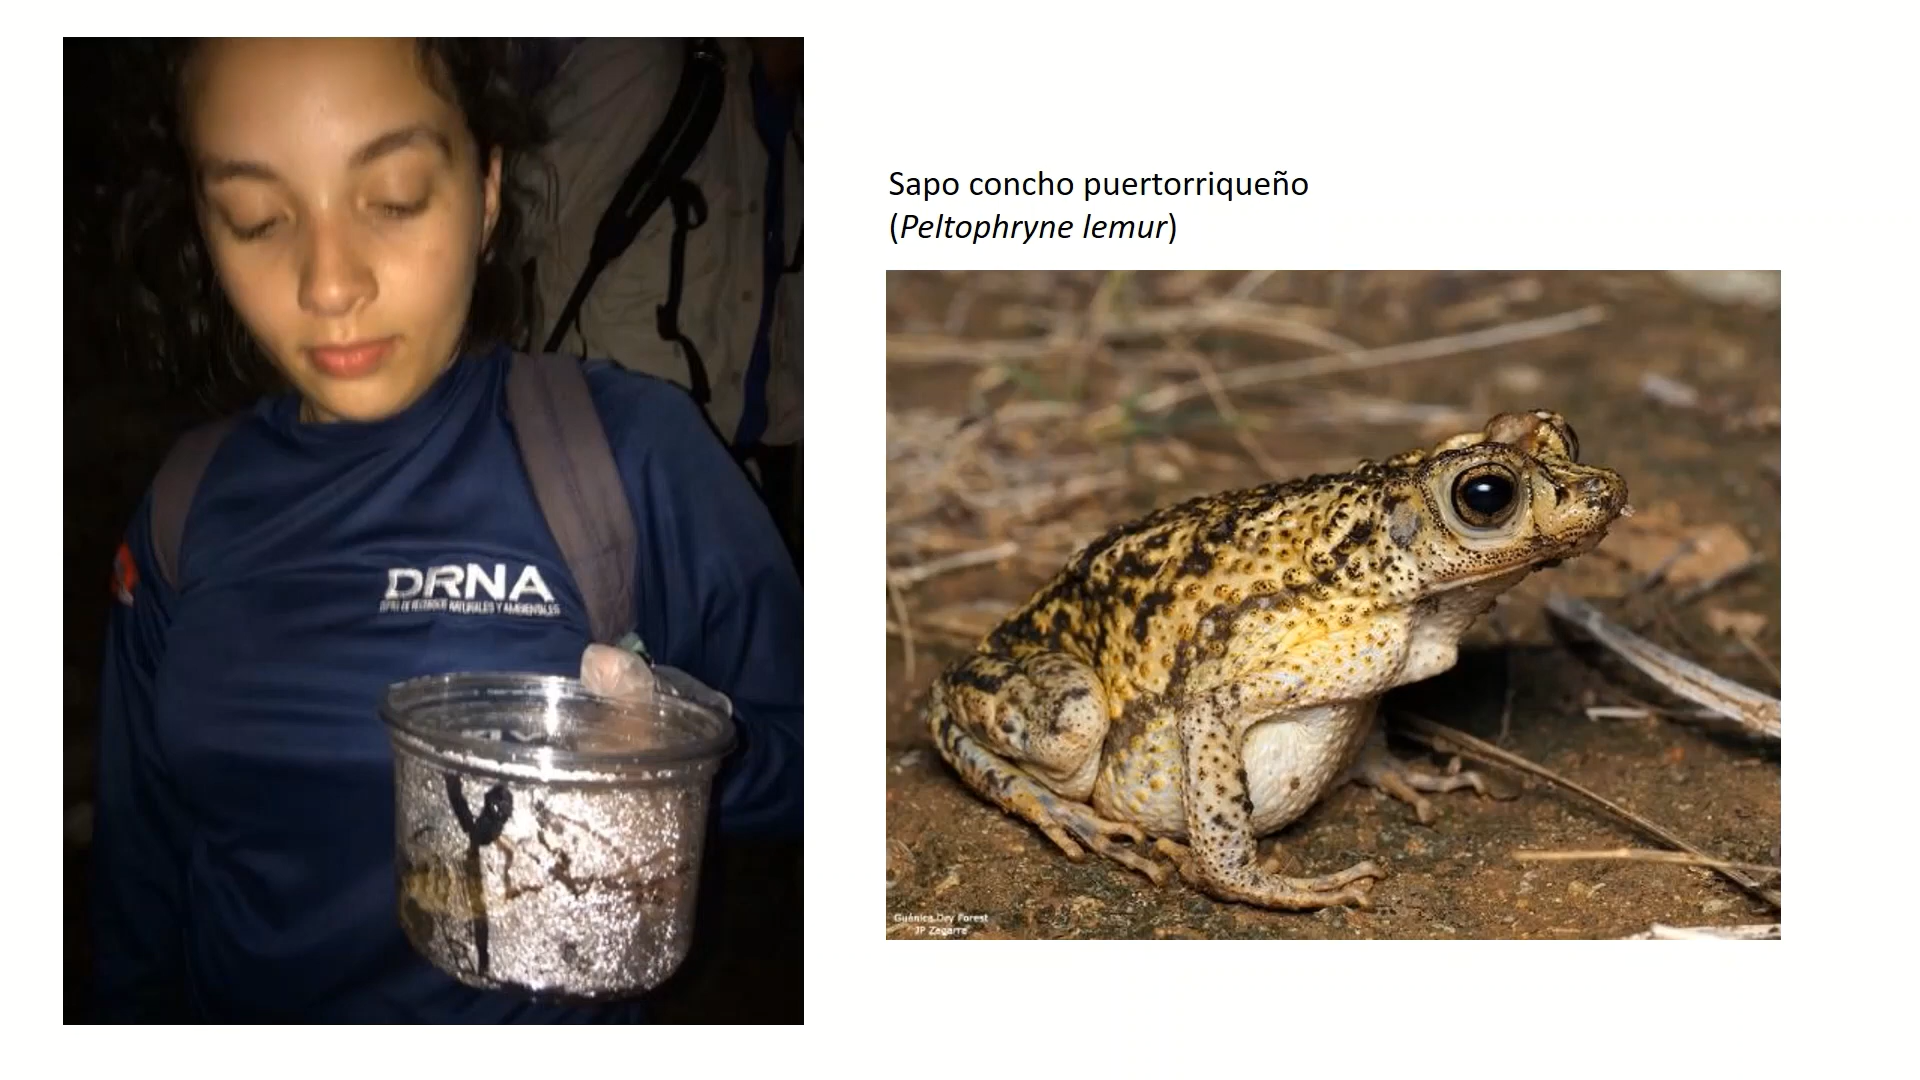 DRNA
Sapo concho puertorriqueño
(Peltophryne lemur)
Guánica Dry Forest
JP Zegarra